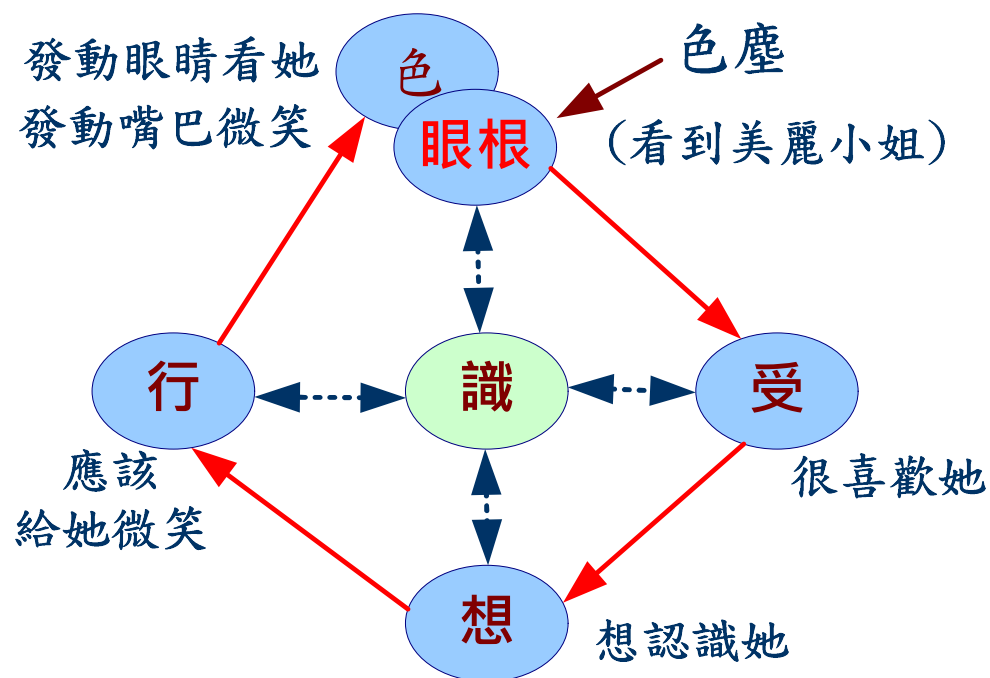 發動眼睛看她
發動嘴巴微笑
色
眼根
色塵
(看到美麗小姐)
行
識
受
應該
給她微笑
很喜歡她
想
想認識她